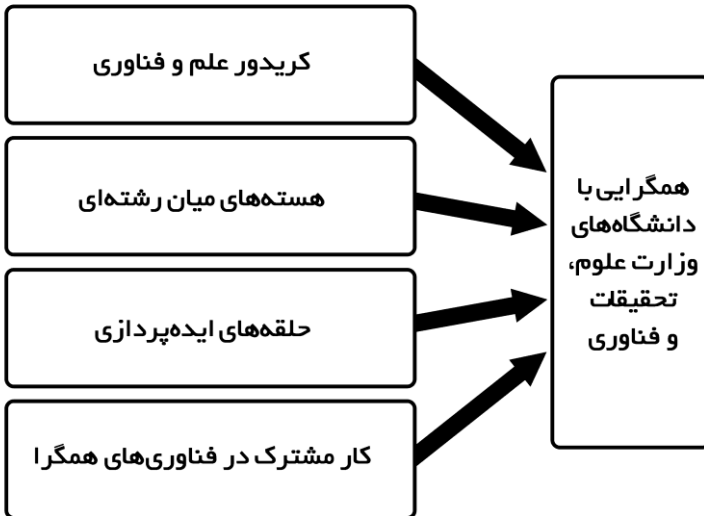 کریدور علم و فناوری
هسته‌های میان رشته‌ای
حلقه‌های ایده‌پردازی
کار مشترک در فناوری‌های همگرا
همگرایی با
دانشگاه‌های
وزارت علوم،
تحقیقات
و فناوری